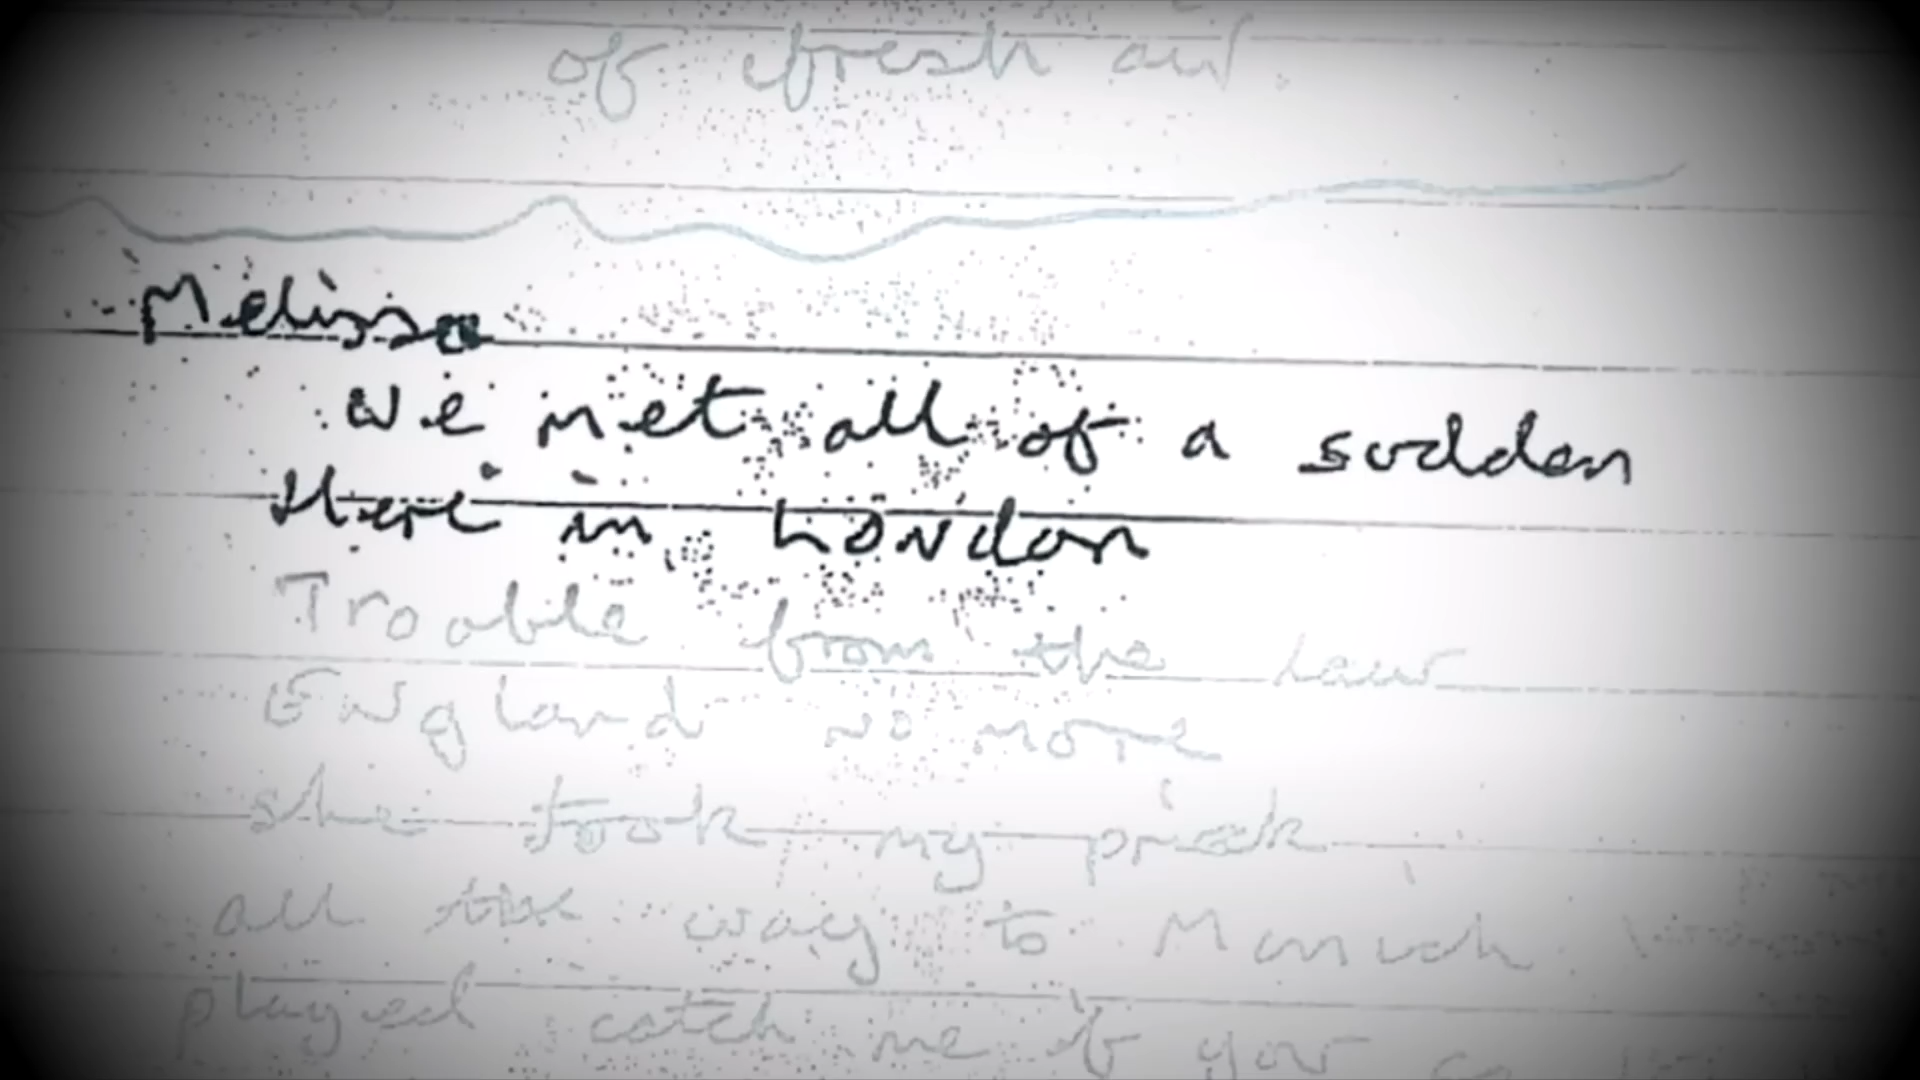 of fresh air
Melissa
We met all of a sudden
Here in London
Trouble from the law
England no more
she took my prick
all the way to Munich
played catch me if you